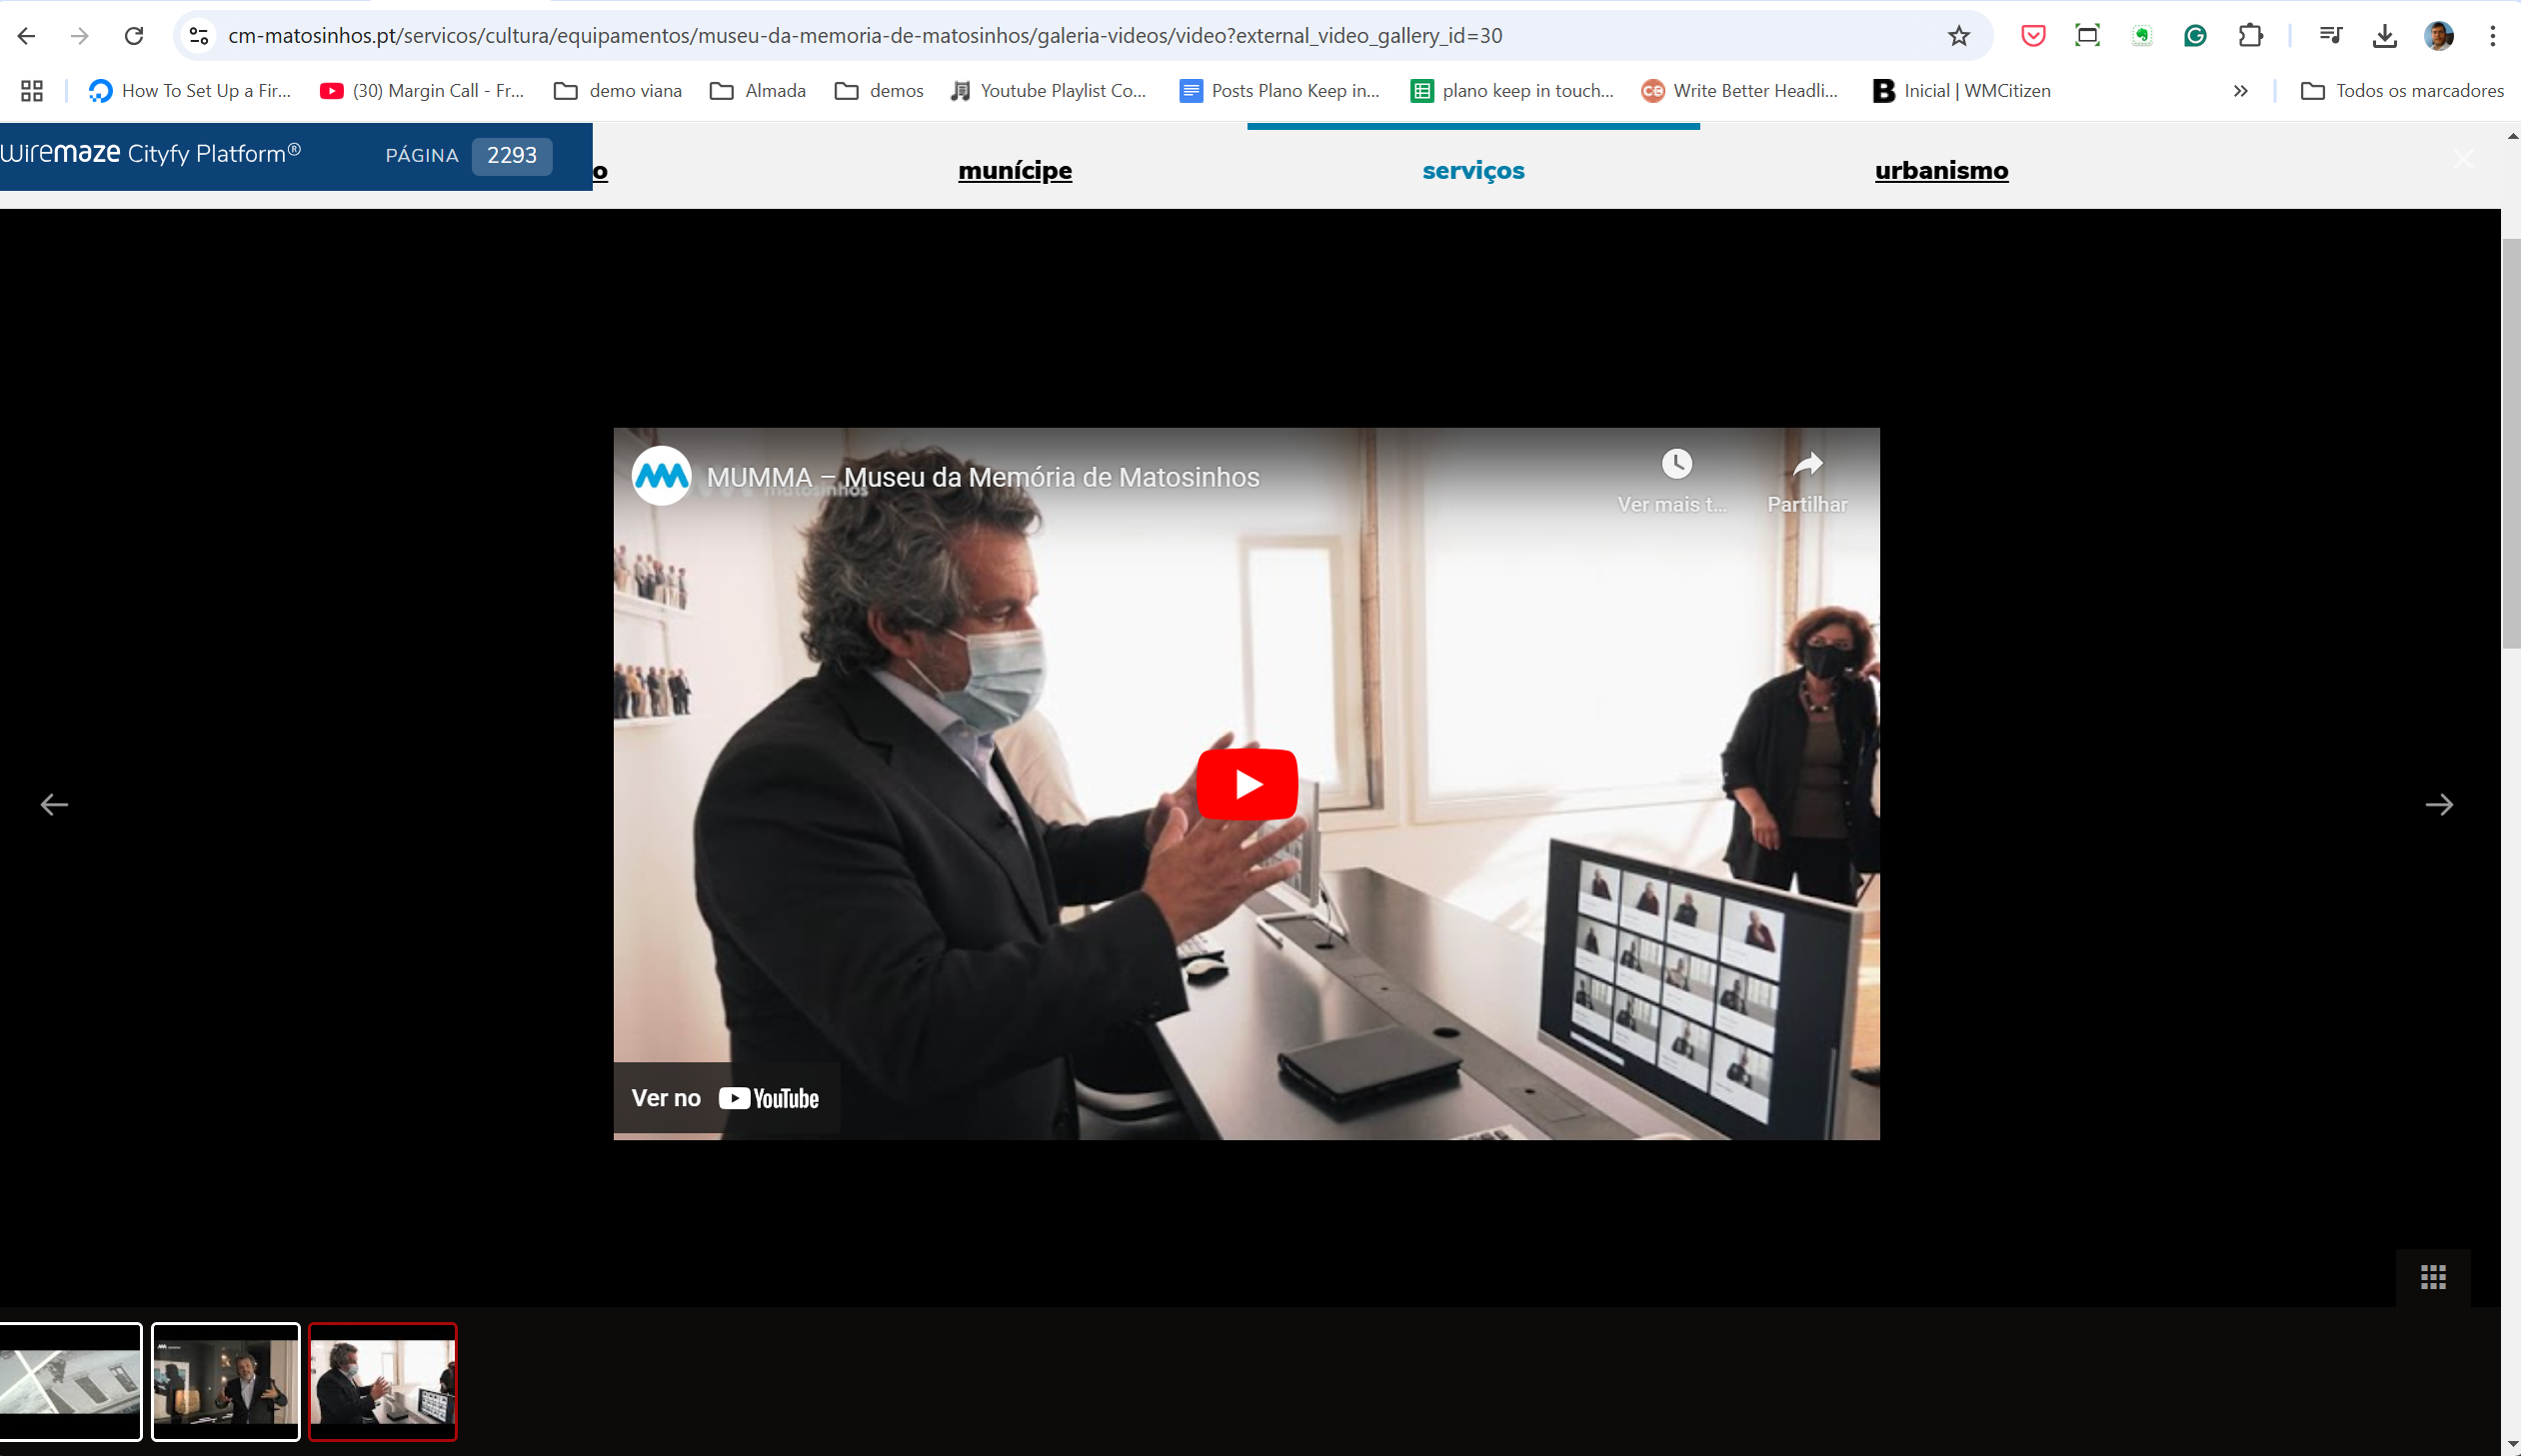 cm-matosinhos.pt/servicos/cultura/equipamentos/museu-da-memoria-de-matosinhos/galeria-videos/video?external_video_gallery_id=30
How To Set Up a Fir... (30) Margin Call - Fr... demo viana Almada demos Youtube Playlist Co... Posts Plano Keep in... plano keep in touch... Write Better Headli... Inicial | WMCitizen » Todos os marcadores
wiremaze Cityfy Platform® PÁGINA 2293
o munícipe serviços urbanismo
MUMMA – Museu da Memória de Matosinhos
matosinhos
Ver mais t... Partilhar
Ver no YouTube